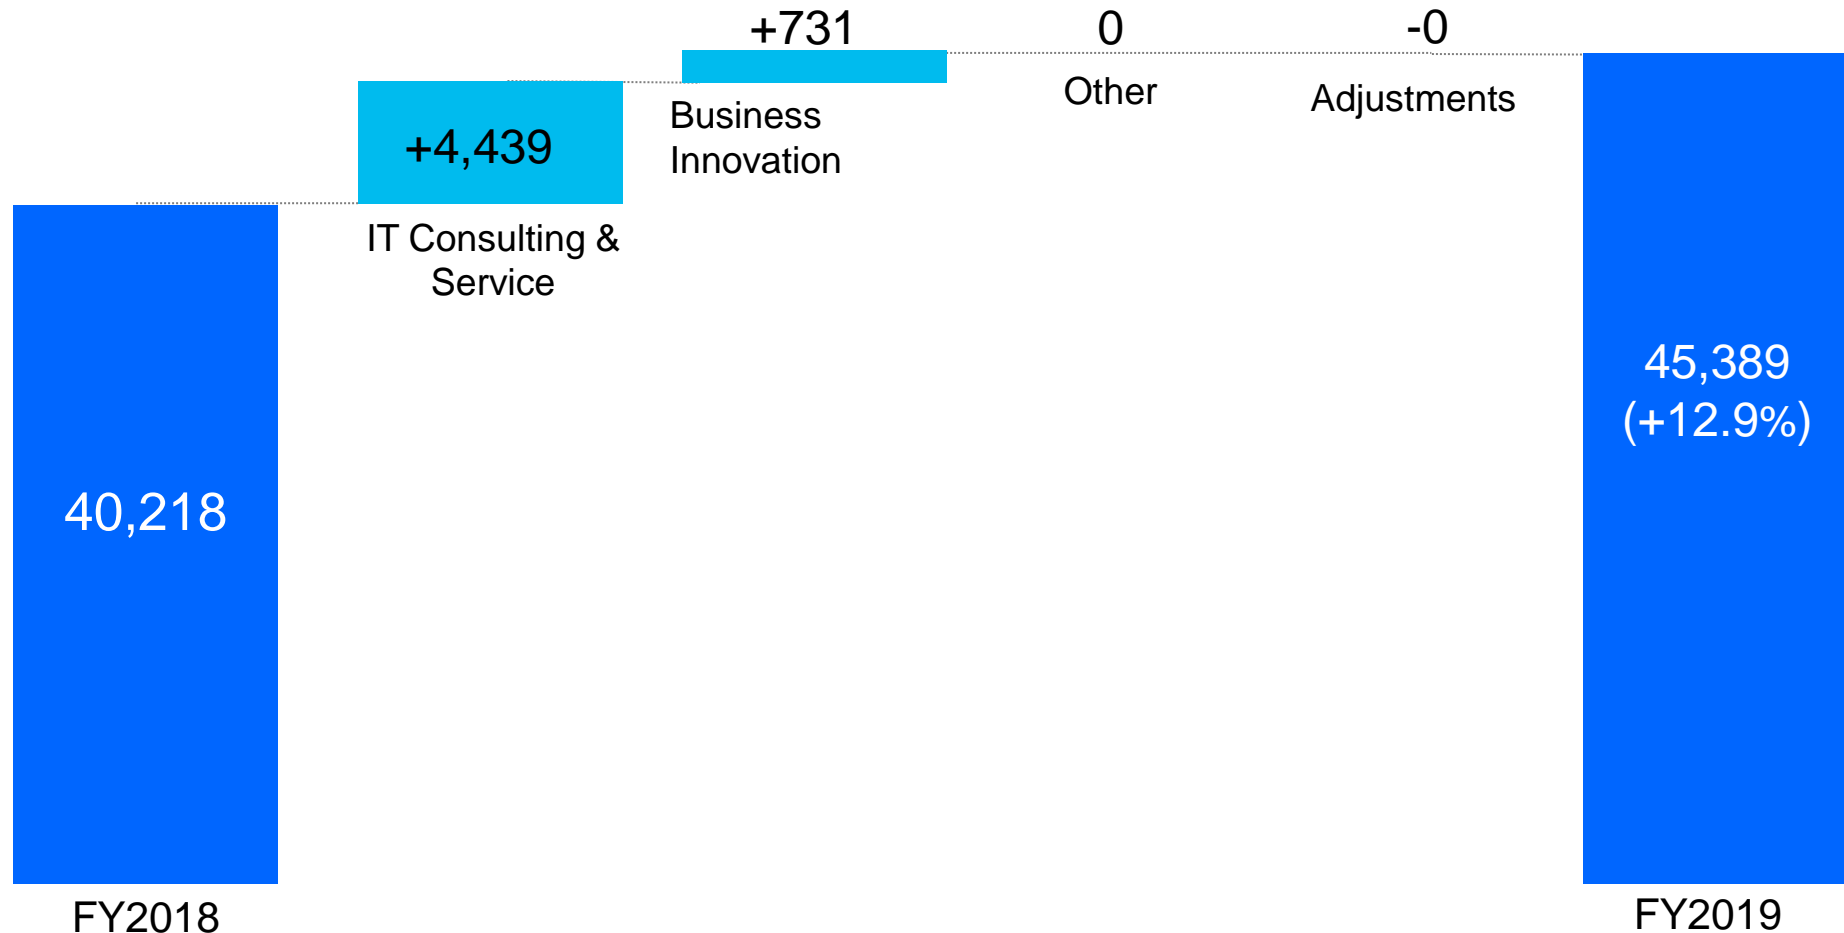 +731
0
-0
Other
Adjustments
Business
Innovation
+4,439
IT Consulting &
Service
40,218
45,389
(+12.9%)
FY2018
FY2019